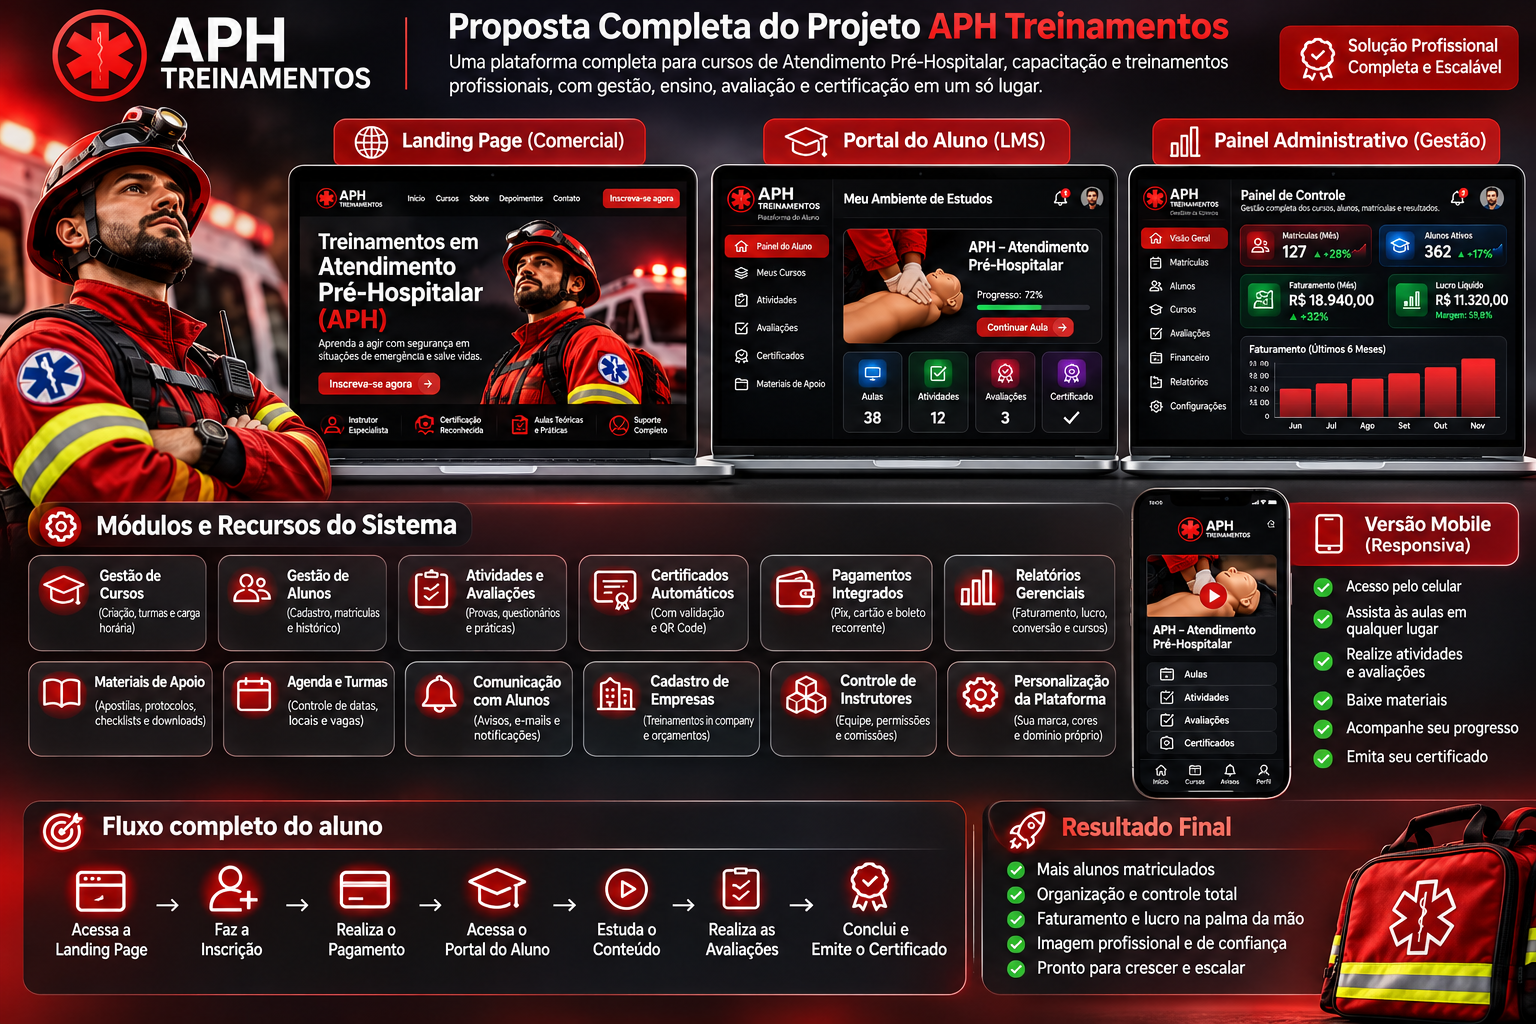 APH
TREINAMENTOS
Proposta Completa do Projeto APH Treinamentos
Uma plataforma completa para cursos de Atendimento Pré-Hospitalar, capacitação e treinamentos
profissionais, com gestão, ensino, avaliação e certificação em um só lugar.
Solução Profissional
Completa e Escalável
Landing Page (Comercial)
APH
TREINAMENTOS
Início Cursos Sobre Depoimentos Contato
Inscreva-se agora
Treinamentos em
Atendimento
Pré-Hospitalar
(APH)
Aprenda a agir com segurança em
situações de emergência e salve vidas.
Inscreva-se agora →
Instrutor
Especialista
Certificação
Reconhecida
Aulas Teóricas
e Práticas
Suporte
Completo
Portal do Aluno (LMS)
APH
TREINAMENTOS
Plataforma do Aluno
Meu Ambiente de Estudos
Painel do Aluno
Meus Cursos
Atividades
Avaliações
Certificados
Materiais de Apoio
APH – Atendimento
Pré-Hospitalar
Progresso: 72%
Continuar Aula →
Aulas
38
Atividades
12
Avaliações
3
Certificado
Painel Administrativo (Gestão)
APH
TREINAMENTOS
Painel de Controle
Gestão completa dos cursos, alunos, matrículas e resultados.
Visão Geral
Matrículas
Alunos
Cursos
Avaliações
Financeiro
Relatórios
Configurações
Matrículas (Mês)
127 ▲ +28%
Alunos Ativos
362 ▲ +17%
Faturamento (Mês)
R$ 18.940,00
▲ +32%
Lucro Líquido
R$ 11.320,00
Margem: 59,8%
Faturamento (Últimos 6 Meses)
0
Jun Jul Ago Set Out Nov
Módulos e Recursos do Sistema
Gestão de
Cursos
(Criação, turmas e carga
horária)
Gestão de
Alunos
(Cadastro, matrículas
e histórico)
Atividades e
Avaliações
(Provas, questionários
e práticas)
Certificados
Automáticos
(Com validação
e QR Code)
Pagamentos
Integrados
(Pix, cartão e boleto
recorrente)
Relatórios
Gerenciais
(Faturamento, lucro,
conversão e cursos)
Materiais de Apoio
(Apostilas, protocolos,
checklists e downloads)
Agenda e Turmas
(Controle de datas,
locais e vagas)
Comunicação
com Alunos
(Avisos, e-mails e
notificações)
Cadastro de
Empresas
(Treinamentos in company
e orçamentos)
Controle de
Instrutores
(Equipe, permissões
e comissões)
Personalização
da Plataforma
(Sua marca, cores
e domínio próprio)
APH
TREINAMENTOS
APH – Atendimento
Pré-Hospitalar
Aulas
Atividades
Avaliações
Certificados
Início Cursos Avisos Perfil
Versão Mobile
(Responsiva)
Acesso pelo celular
Assista às aulas em
qualquer lugar
Realize atividades
e avaliações
Baixe materiais
Acompanhe seu progresso
Emita seu certificado
Fluxo completo do aluno
Acessa a
Landing Page
→
Faz a
Inscrição
→
Realiza o
Pagamento
→
Acessa o
Portal do Aluno
→
Estuda o
Conteúdo
→
Realiza as
Avaliações
→
Conclui e
Emite o Certificado
Resultado Final
Mais alunos matriculados
Organização e controle total
Faturamento e lucro na palma da mão
Imagem profissional e de confiança
Pronto para crescer e escalar